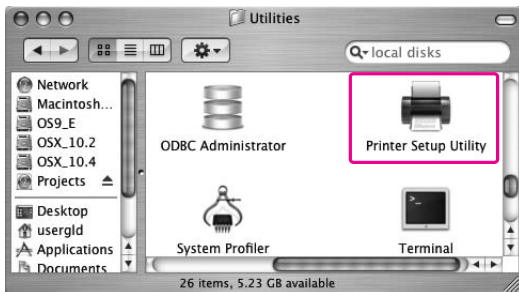 Utilities
local disks
Network
Macintosh...
OS9_E
OSX_10.2
OSX_10.4
Projects
Desktop
usergld
Applications
Documents
ODBC Administrator
Printer Setup Utility
System Profiler
Terminal
26 items, 5.23 GB available